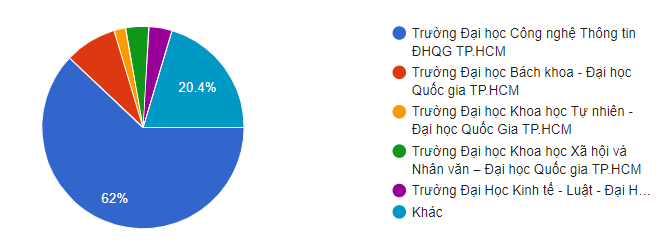 20.4%
62%
Trường Đại học Công nghệ Thông tin
ĐHQG TP.HCM
Trường Đại học Bách khoa - Đại học
Quốc gia TP.HCM
Trường Đại học Khoa học Tự nhiên -
Đại học Quốc Gia TP.HCM
Trường Đại học Khoa học Xã hội và
Nhân văn – Đại học Quốc gia TP.HCM
Trường Đại Học Kinh tế - Luật - Đại H…
Khác